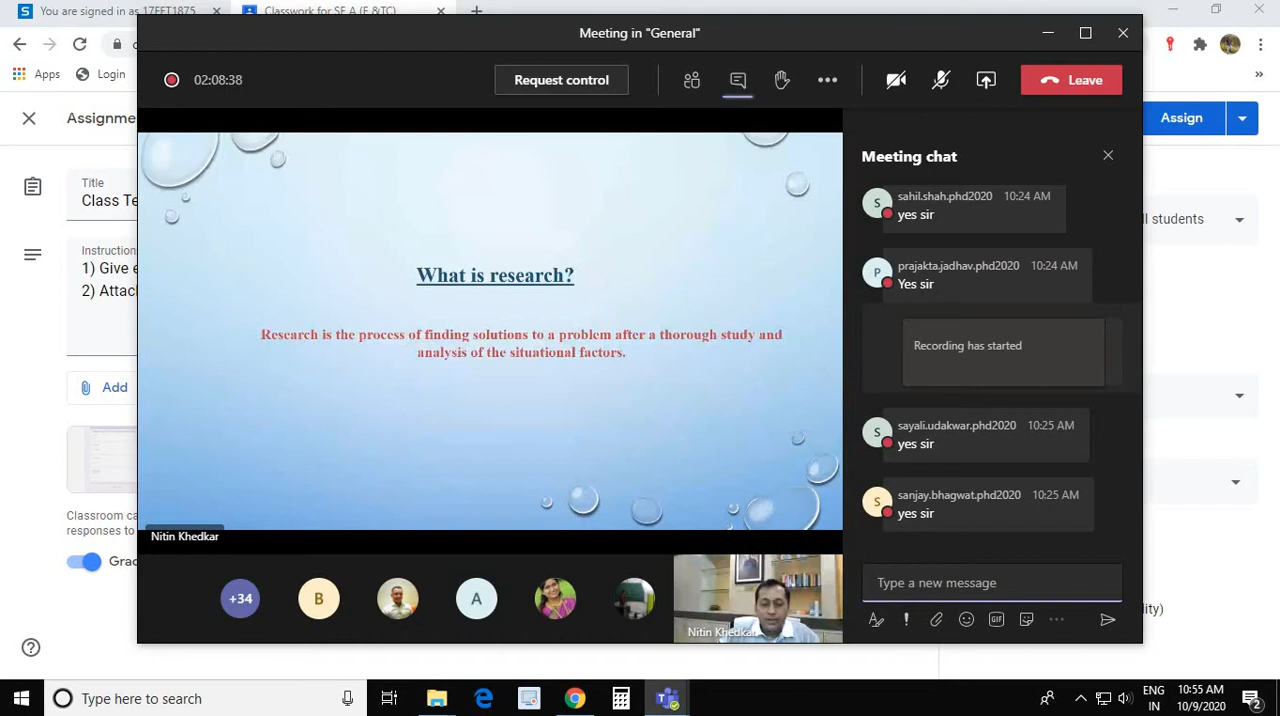 You are signed in as 17EET1875
Classwork for SE A (E &TC)
Meeting in "General"
Apps
Login
02:08:38
Request control
Leave
Assignme
Assign
Title
Class Te
ll students
Instruction
1) Give e
2) Attac
Add
What is research?
Research is the process of finding solutions to a problem after a thorough study and
analysis of the situational factors.
Nitin Khedkar
Meeting chat
S
sahil.shah.phd2020 10:24 AM
yes sir
P
prajakta.jadhav.phd2020 10:24 AM
Yes sir
Recording has started
S
sayali.udakwar.phd2020 10:25 AM
yes sir
S
sanjay.bhagwat.phd2020 10:25 AM
yes sir
Type a new message
GIF
Classroom ca
responses to
Grad
+34
B
A
Nitin Khedkar
ity)
Type here to search
ENG
IN
10:55 AM
10/9/2020
2